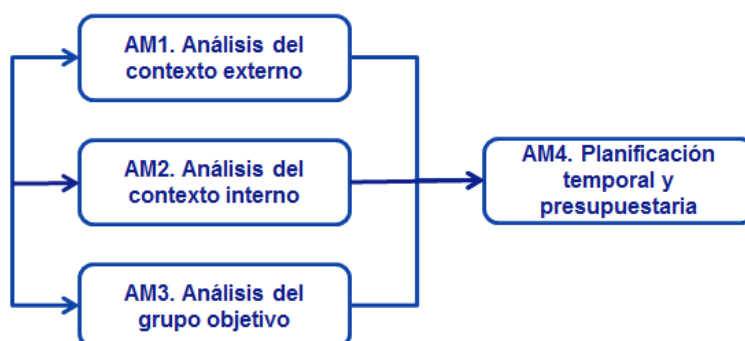 AM1. Análisis del
contexto externo
AM2. Análisis del
contexto interno
AM3. Análisis del
grupo objetivo
AM4. Planificación
temporal y
presupuestaria